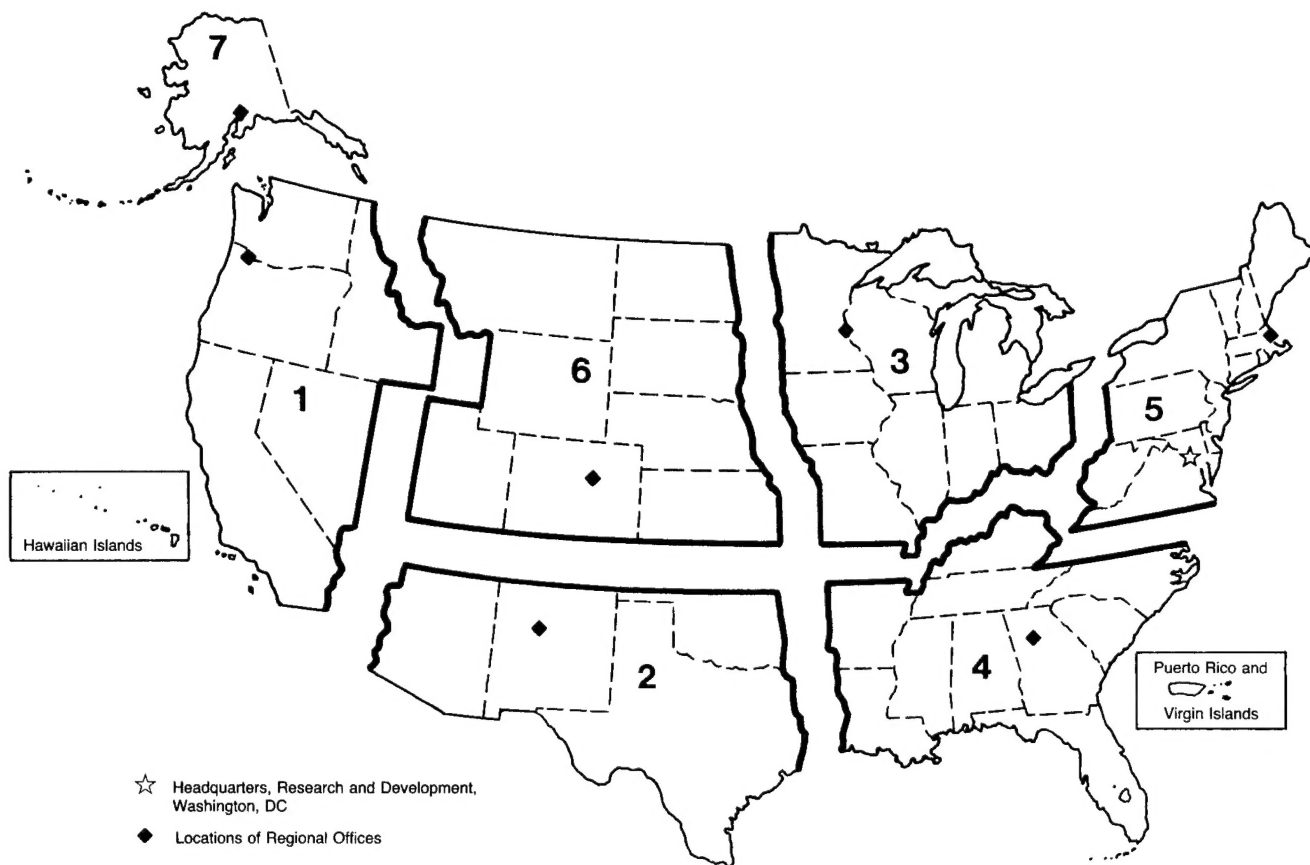 7
1
6
3
5
Hawaiian Islands
2
4
Puerto Rico and
Virgin Islands
Headquarters, Research and Development,
Washington, DC
Locations of Regional Offices